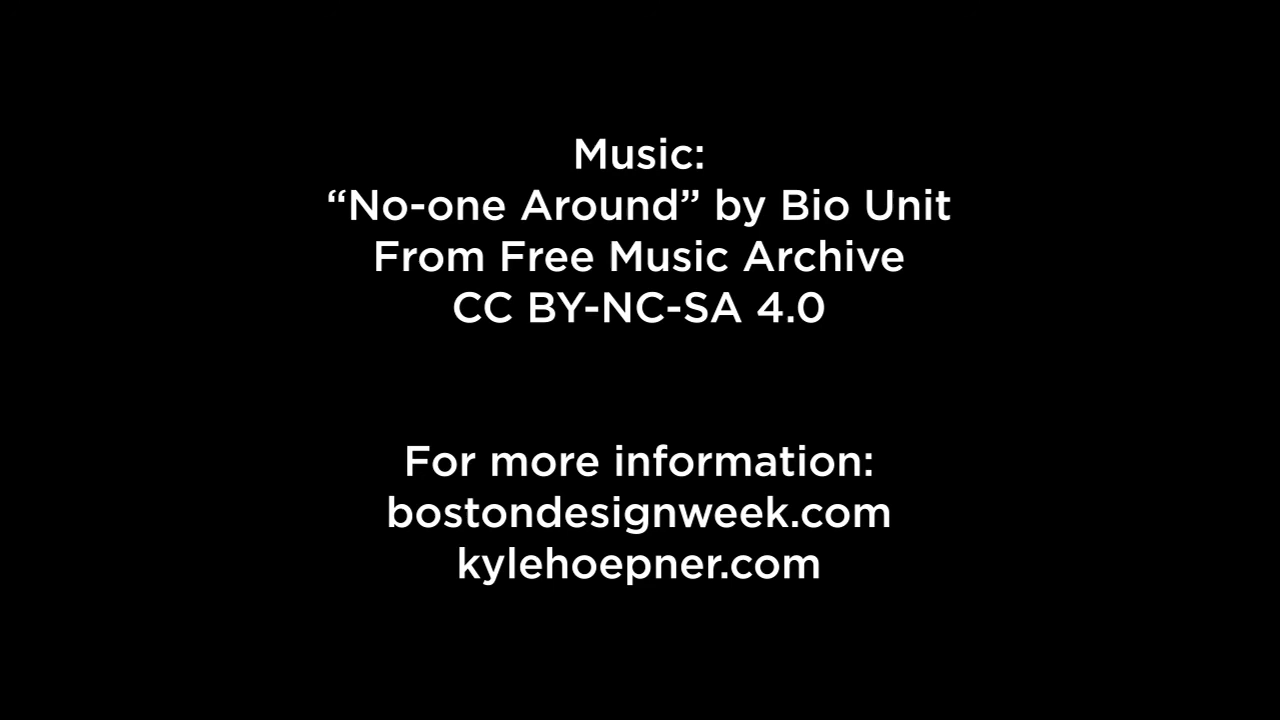 Music:
“No-one Around” by Bio Unit
From Free Music Archive
CC BY-NC-SA 4.0
For more information:
bostondesignweek.com
kylehoepner.com